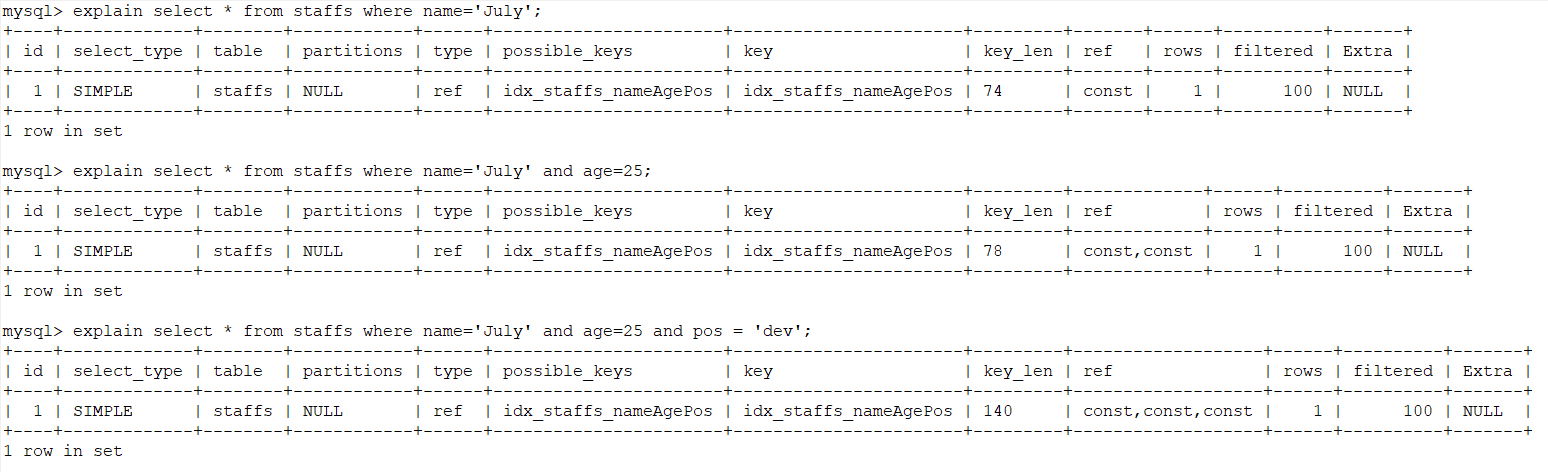 mysql> explain select * from staffs where name='July';
+----+-------------+--------+------------+------+-----------------------+-----------------------+---------+-------+------+----------+-------+
| id | select_type | table  | partitions | type | possible_keys         | key                   | key_len | ref   | rows | filtered | Extra |
+----+-------------+--------+------------+------+-----------------------+-----------------------+---------+-------+------+----------+-------+
|  1 | SIMPLE      | staffs | NULL       | ref  | idx_staffs_nameAgePos | idx_staffs_nameAgePos | 74      | const |    1 |      100 | NULL  |
+----+-------------+--------+------------+------+-----------------------+-----------------------+---------+-------+------+----------+-------+
1 row in set
mysql> explain select * from staffs where name='July' and age=25;
+----+-------------+--------+------------+------+-----------------------+-----------------------+---------+-------------+------+----------+-------+
| id | select_type | table  | partitions | type | possible_keys         | key                   | key_len | ref         | rows | filtered | Extra |
+----+-------------+--------+------------+------+-----------------------+-----------------------+---------+-------------+------+----------+-------+
|  1 | SIMPLE      | staffs | NULL       | ref  | idx_staffs_nameAgePos | idx_staffs_nameAgePos | 78      | const,const |    1 |      100 | NULL  |
+----+-------------+--------+------------+------+-----------------------+-----------------------+---------+-------------+------+----------+-------+
1 row in set
mysql> explain select * from staffs where name='July' and age=25 and pos = 'dev';
+----+-------------+--------+------------+------+-----------------------+-----------------------+---------+-------------------+------+----------+-------+
| id | select_type | table  | partitions | type | possible_keys         | key                   | key_len | ref               | rows | filtered | Extra |
+----+-------------+--------+------------+------+-----------------------+-----------------------+---------+-------------------+------+----------+-------+
|  1 | SIMPLE      | staffs | NULL       | ref  | idx_staffs_nameAgePos | idx_staffs_nameAgePos | 140     | const,const,const |    1 |      100 | NULL  |
+----+-------------+--------+------------+------+-----------------------+-----------------------+---------+-------------------+------+----------+-------+
1 row in set